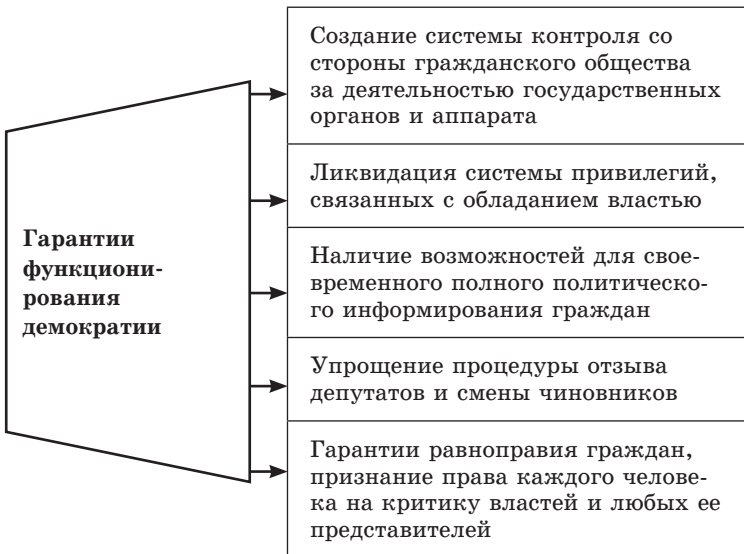 Гарантии
функциони-
рования
демократии
Создание системы контроля со
стороны гражданского общества
за деятельностью государственных
органов и аппарата
Ликвидация системы привилегий,
связанных с обладанием властью
Наличие возможностей для свое-
временного полного политическо-
го информирования граждан
Упрощение процедуры отзыва
депутатов и смены чиновников
Гарантии равноправия граждан,
признание права каждого челове-
ка на критику властей и любых ее
представителей